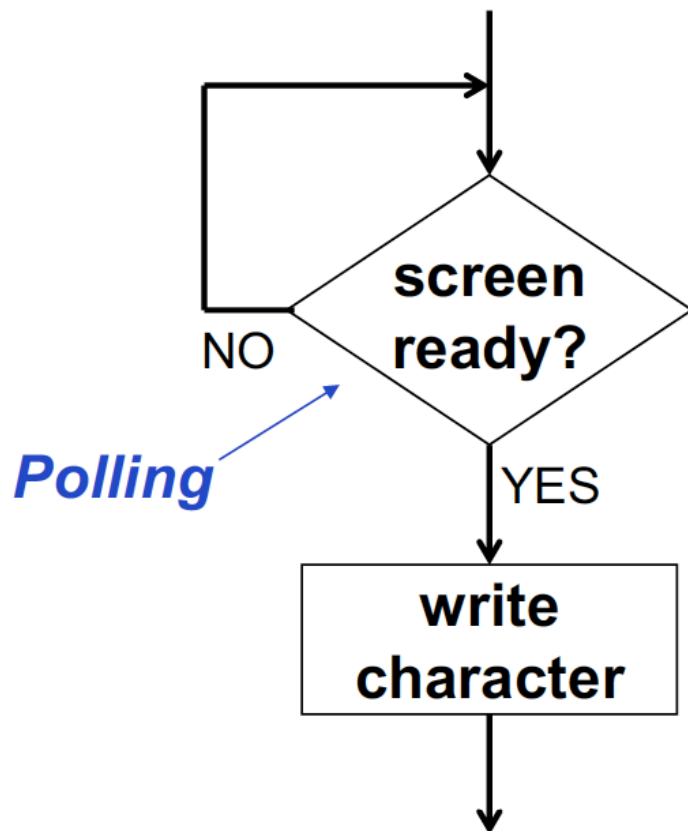 screen
ready?
NO
Polling
YES
write
character